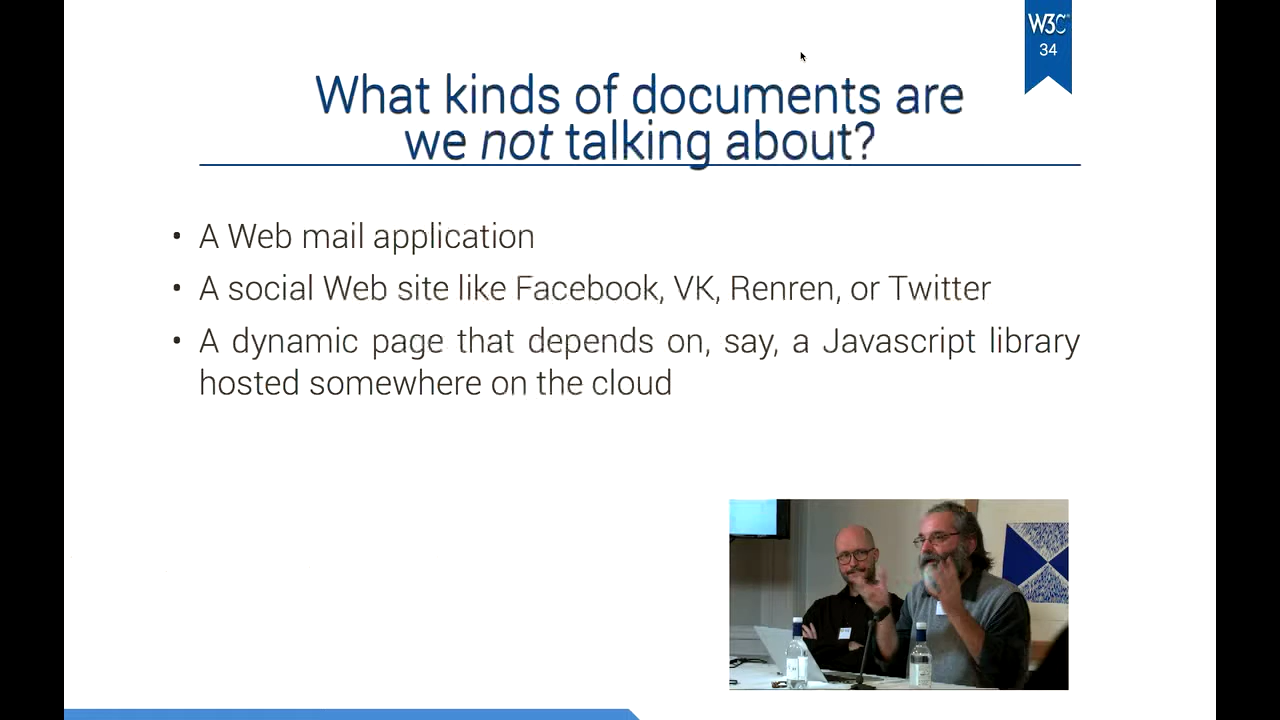 W3C
34
What kinds of documents are
we not talking about?
• A Web mail application
• A social Web site like Facebook, VK, Renren, or Twitter
• A dynamic page that depends on, say, a Javascript library
hosted somewhere on the cloud